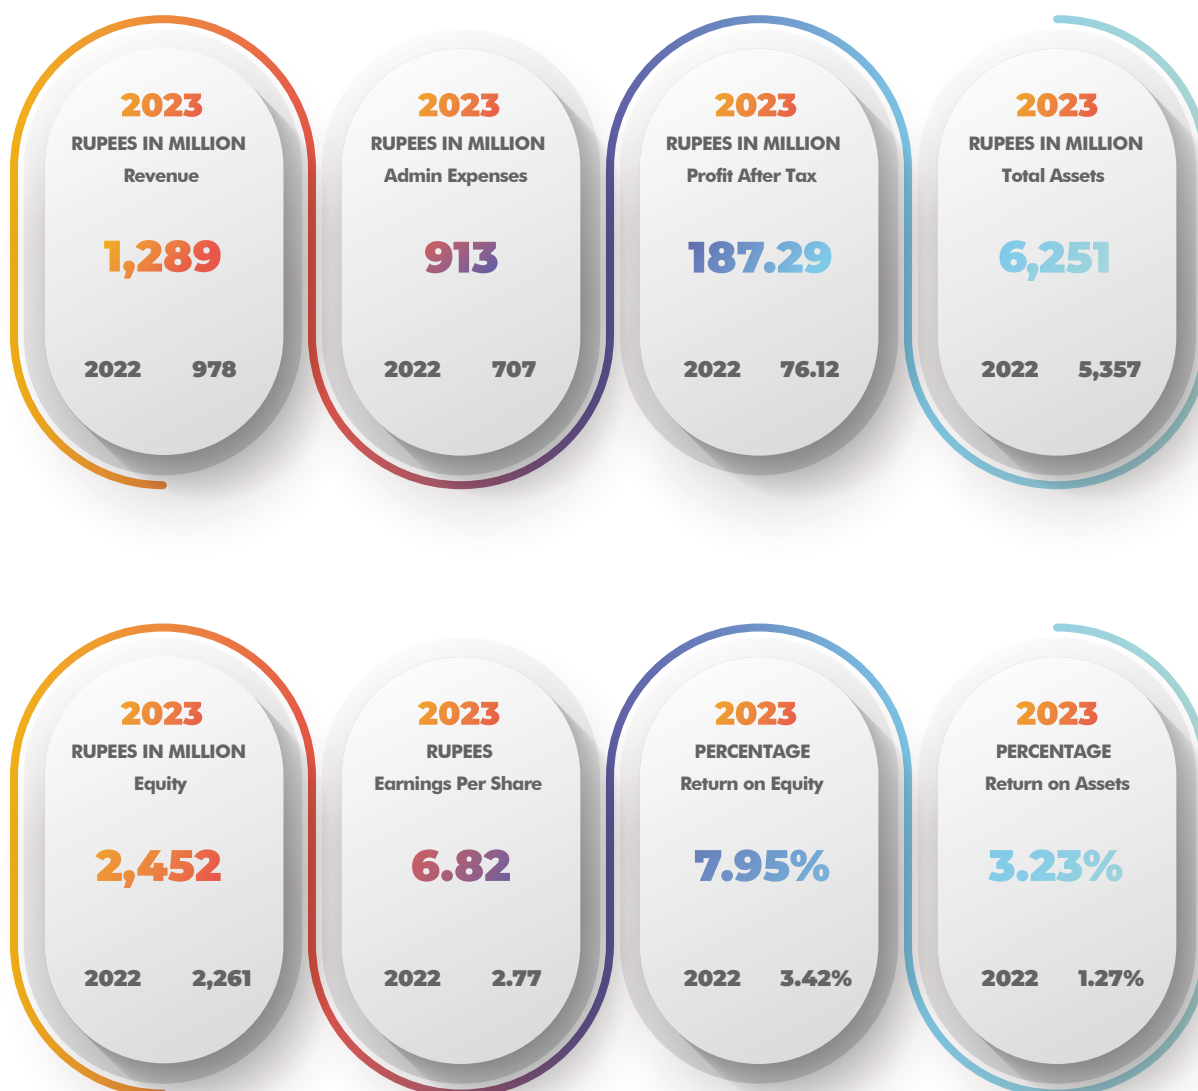 2023
RUPEES IN MILLION
Revenue
1,289
2022 978
2023
RUPEES IN MILLION
Admin Expenses
913
2022 707
2023
RUPEES IN MILLION
Profit After Tax
187.29
2022 76.12
2023
RUPEES IN MILLION
Total Assets
6,251
2022 5,357
2023
RUPEES IN MILLION
Equity
2,452
2022 2,261
2023
RUPEES
Earnings Per Share
6.82
2022 2.77
2023
PERCENTAGE
Return on Equity
7.95%
2022 3.42%
2023
PERCENTAGE
Return on Assets
3.23%
2022 1.27%